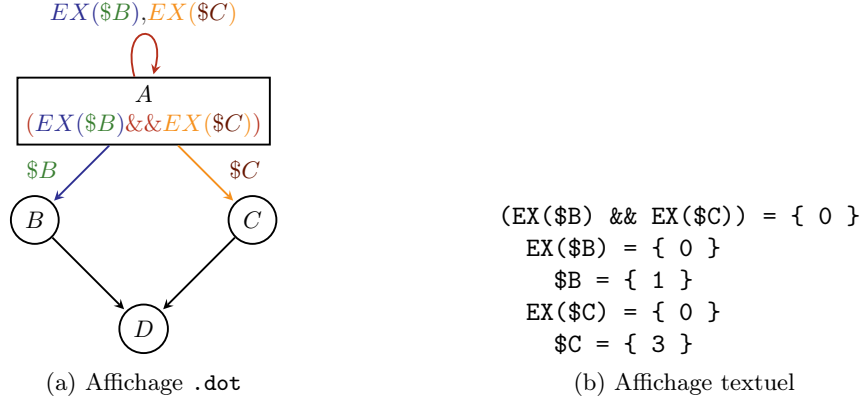 EX($B),EX($C)
A
(EX($B)&&EX($C))
$B
$C
B
C
D
(a) Affichage .dot
(EX($B) && EX($C)) = { 0 }
EX($B) = { 0 }
$B = { 1 }
EX($C) = { 0 }
$C = { 3 }
(b) Affichage textuel